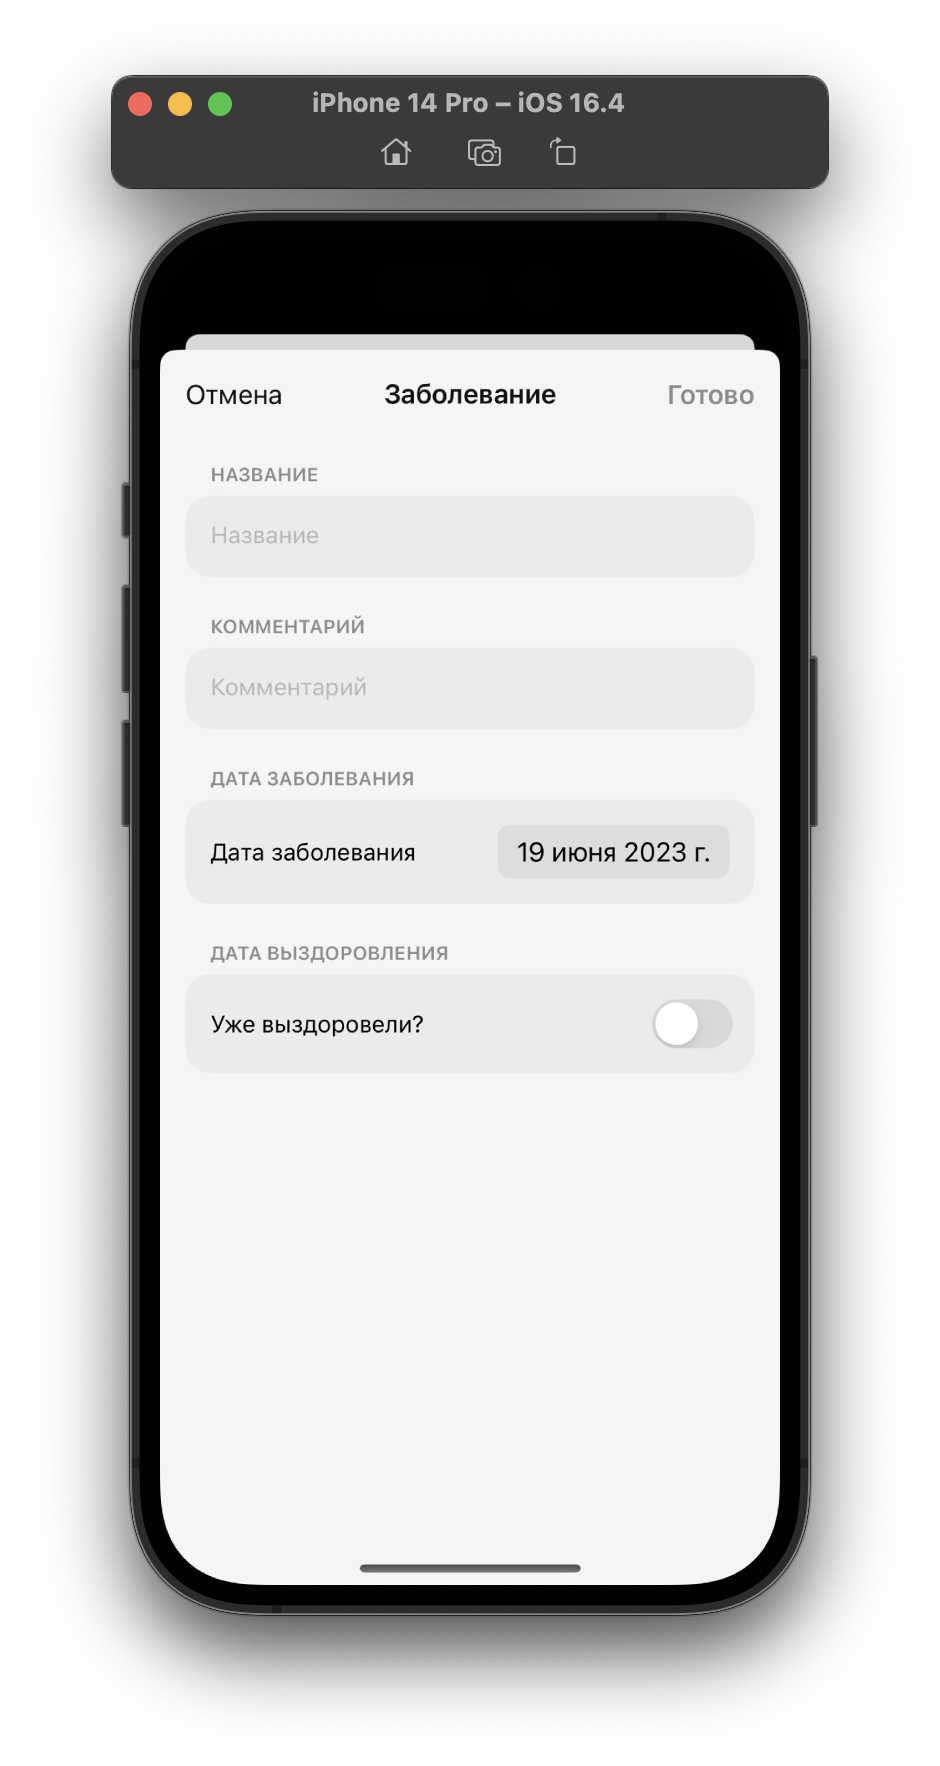 iPhone 14 Pro – iOS 16.4
Отмена Заболевание Готово
НАЗВАНИЕ
Название
КОММЕНТАРИЙ
Комментарий
ДАТА ЗАБОЛЕВАНИЯ
Дата заболевания 19 июня 2023 г.
ДАТА ВЫЗДОРОВЛЕНИЯ
Уже выздоровели?